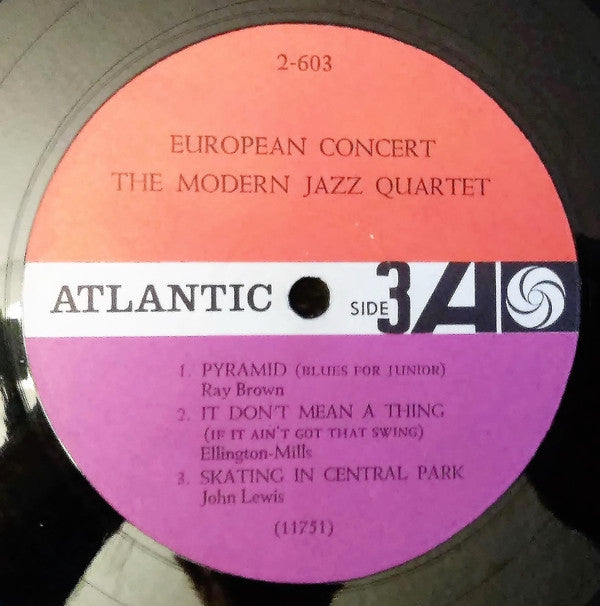 2-603
EUROPEAN CONCERT
THE MODERN JAZZ QUARTET
ATLANTIC SIDE 3 A
1. PYRAMID (BLUES FOR JUNIOR)
Ray Brown
2. IT DON'T MEAN A THING
(IF IT AIN'T GOT THAT SWING)
Ellington-Mills
3. SKATING IN CENTRAL PARK
John Lewis
(11751)